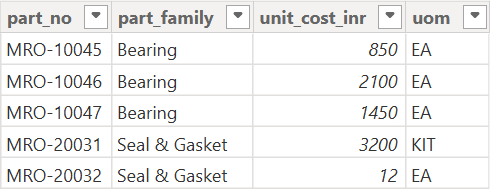 part_no part_family unit_cost_inr uom
MRO-10045 Bearing 850 EA
MRO-10046 Bearing 2100 EA
MRO-10047 Bearing 1450 EA
MRO-20031 Seal & Gasket 3200 KIT
MRO-20032 Seal & Gasket 12 EA